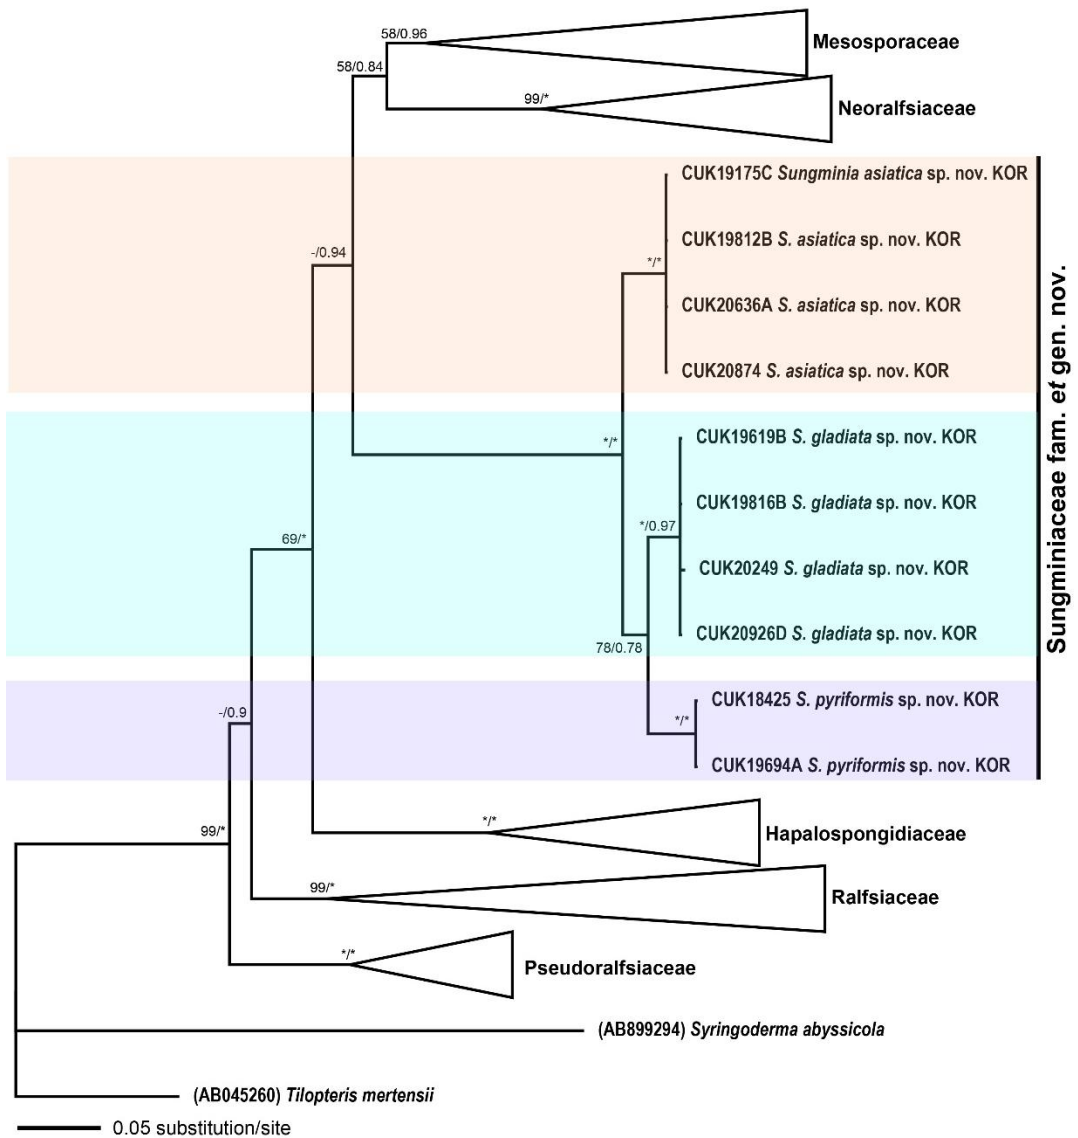 58/0.96
Mesosporaceae
58/0.84
99/*
Neoralfsiaceae
CUK19175C Sungminia asiatica sp. nov. KOR
CUK19812B S. asiatica sp. nov. KOR
-/0.94
*/*
CUK20636A S. asiatica sp. nov. KOR
CUK20874 S. asiatica sp. nov. KOR
Sungminiaceae fam. et gen. nov.
*/*
CUK19619B S. gladiata sp. nov. KOR
CUK19816B S. gladiata sp. nov. KOR
*/0.97
69/*
CUK20249 S. gladiata sp. nov. KOR
CUK20926D S. gladiata sp. nov. KOR
78/0.78
CUK18425 S. pyriformis sp. nov. KOR
-/0.9
*/*
CUK19694A S. pyriformis sp. nov. KOR
*/*
99/*
Hapalospongidiaceae
99/*
Ralfsiaceae
*/*
Pseudoralfsiaceae
(AB899294) Syringoderma abyssicola
(AB045260) Tilopteris mertensii
0.05 substitution/site